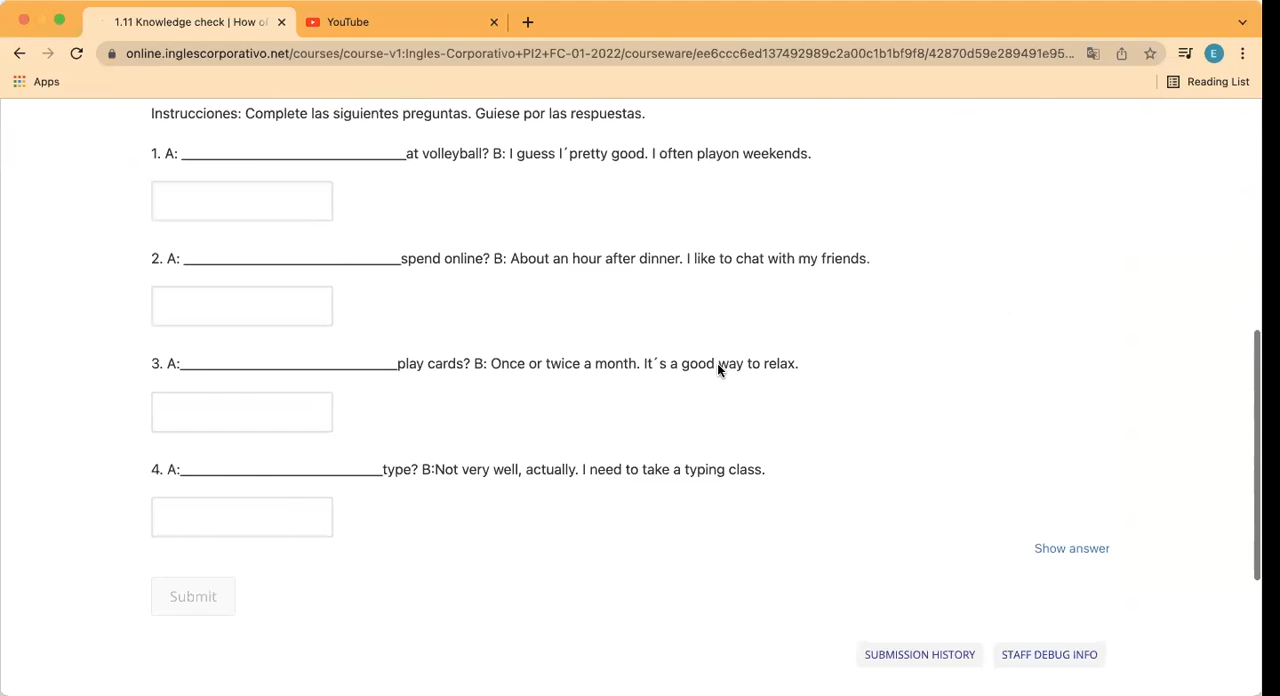 1.11 Knowledge check | How of
YouTube
online.inglescorporativo.net/courses/course-v1:Ingles-Corporativo+PI2+FC-01-2022/courseware/ee6ccc6ed137492989c2a00c1b1bf9f8/42870d59e289491e95...
E
Apps
Reading List
Instrucciones: Complete las siguientes preguntas. Guiese por las respuestas.
1. A: ____________________________at volleyball? B: I guess I´pretty good. I often playon weekends.
2. A: ___________________________spend online? B: About an hour after dinner. I like to chat with my friends.
3. A:___________________________play cards? B: Once or twice a month. It´s a good way to relax.
4. A:_________________________type? B:Not very well, actually. I need to take a typing class.
Show answer
Submit
SUBMISSION HISTORY
STAFF DEBUG INFO